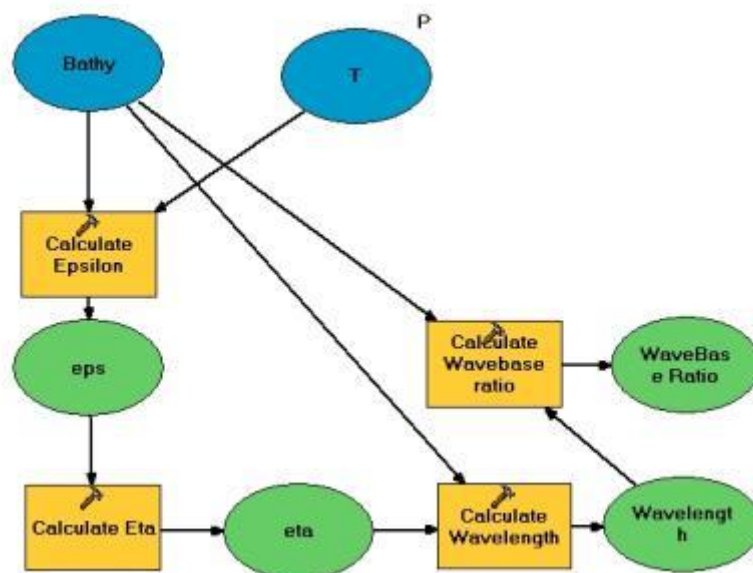 P
Bathy
T
Calculate
Epsilon
eps
Calculate
Wavebase
ratio
WaveBas
e Ratio
Calculate Eta
eta
Calculate
Wavelength
Wavelengt
h